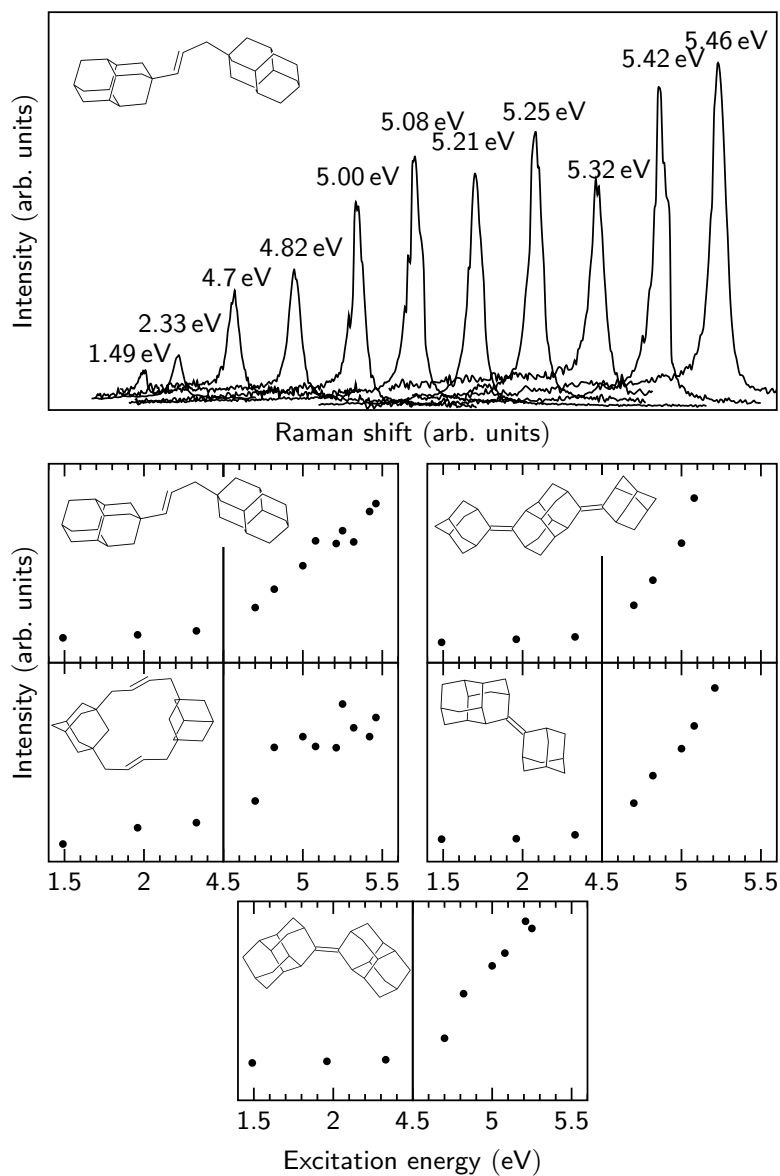 5.46 eV
5.42 eV
5.08 eV
5.25 eV
5.21 eV
5.00 eV
5.32 eV
4.82 eV
4.7 eV
2.33 eV
1.49 eV
Intensity (arb. units)
Raman shift (arb. units)
Intensity (arb. units)
1.5 2 4.5 5 5.5 1.5 2 4.5 5 5.5
1.5 2 4.5 5 5.5
Excitation energy (eV)